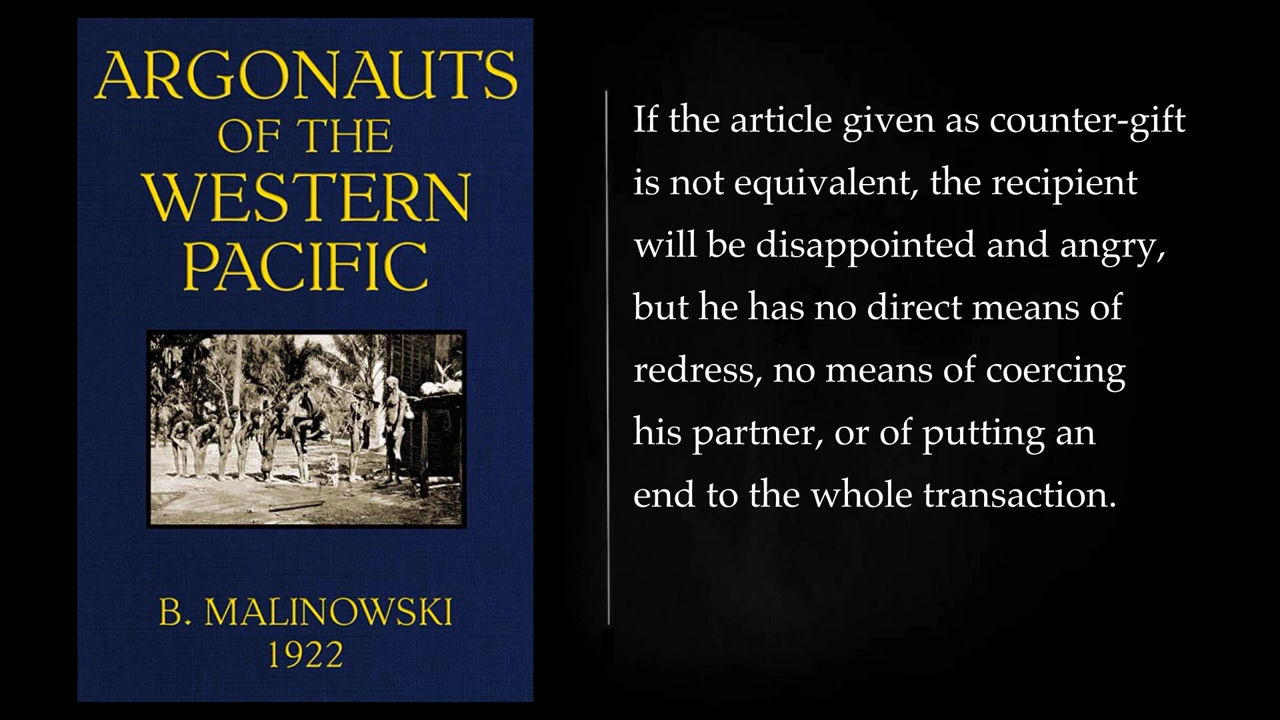 ARGONAUTS
OF THE
WESTERN
PACIFIC
B. MALINOWSKI
1922
If the article given as counter-gift
is not equivalent, the recipient
will be disappointed and angry,
but he has no direct means of
redress, no means of coercing
his partner, or of putting an
end to the whole transaction.